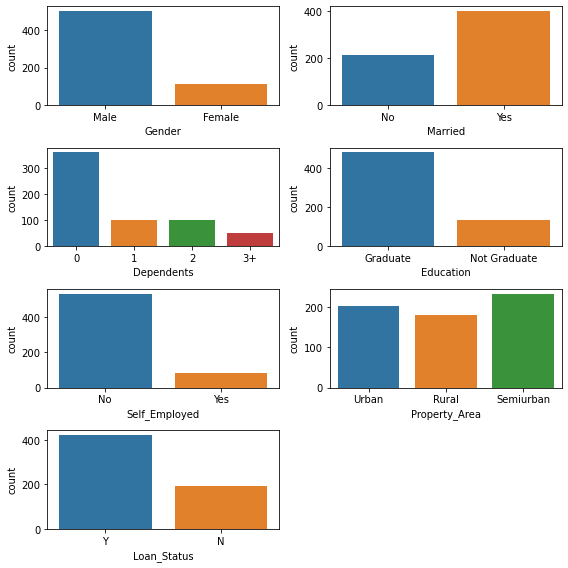 count
400
200
0
Male Female
Gender
count
400
200
0
No Yes
Married
count
300
200
100
0
0 1 2 3+
Dependents
count
400
200
0
Graduate Not Graduate
Education
count
400
200
0
No Yes
Self_Employed
count
200
100
0
Urban Rural Semiurban
Property_Area
count
400
200
0
Y N
Loan_Status